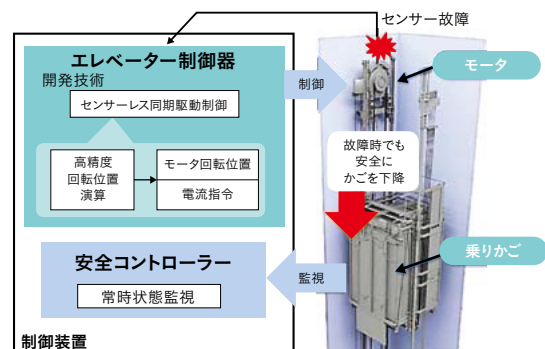 センサー故障
エレベーター制御器
開発技術
センサーレス同期駆動制御
高精度
回転位置
演算
モータ回転位置
電流指令
制御
モータ
故障時でも
安全に
かごを下降
安全コントローラー
常時状態監視
監視
乗りかご
制御装置